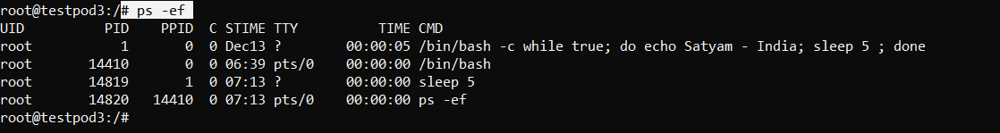 root@testpod3:/# ps -ef
UID          PID    PPID  C STIME TTY          TIME CMD
root           1       0  0 Dec13 ?        00:00:05 /bin/bash -c while true; do echo Satyam - India; sleep 5 ; done
root       14410       0  0 06:39 pts/0    00:00:00 /bin/bash
root       14819       1  0 07:13 ?        00:00:00 sleep 5
root       14820   14410  0 07:13 pts/0    00:00:00 ps -ef
root@testpod3:/#